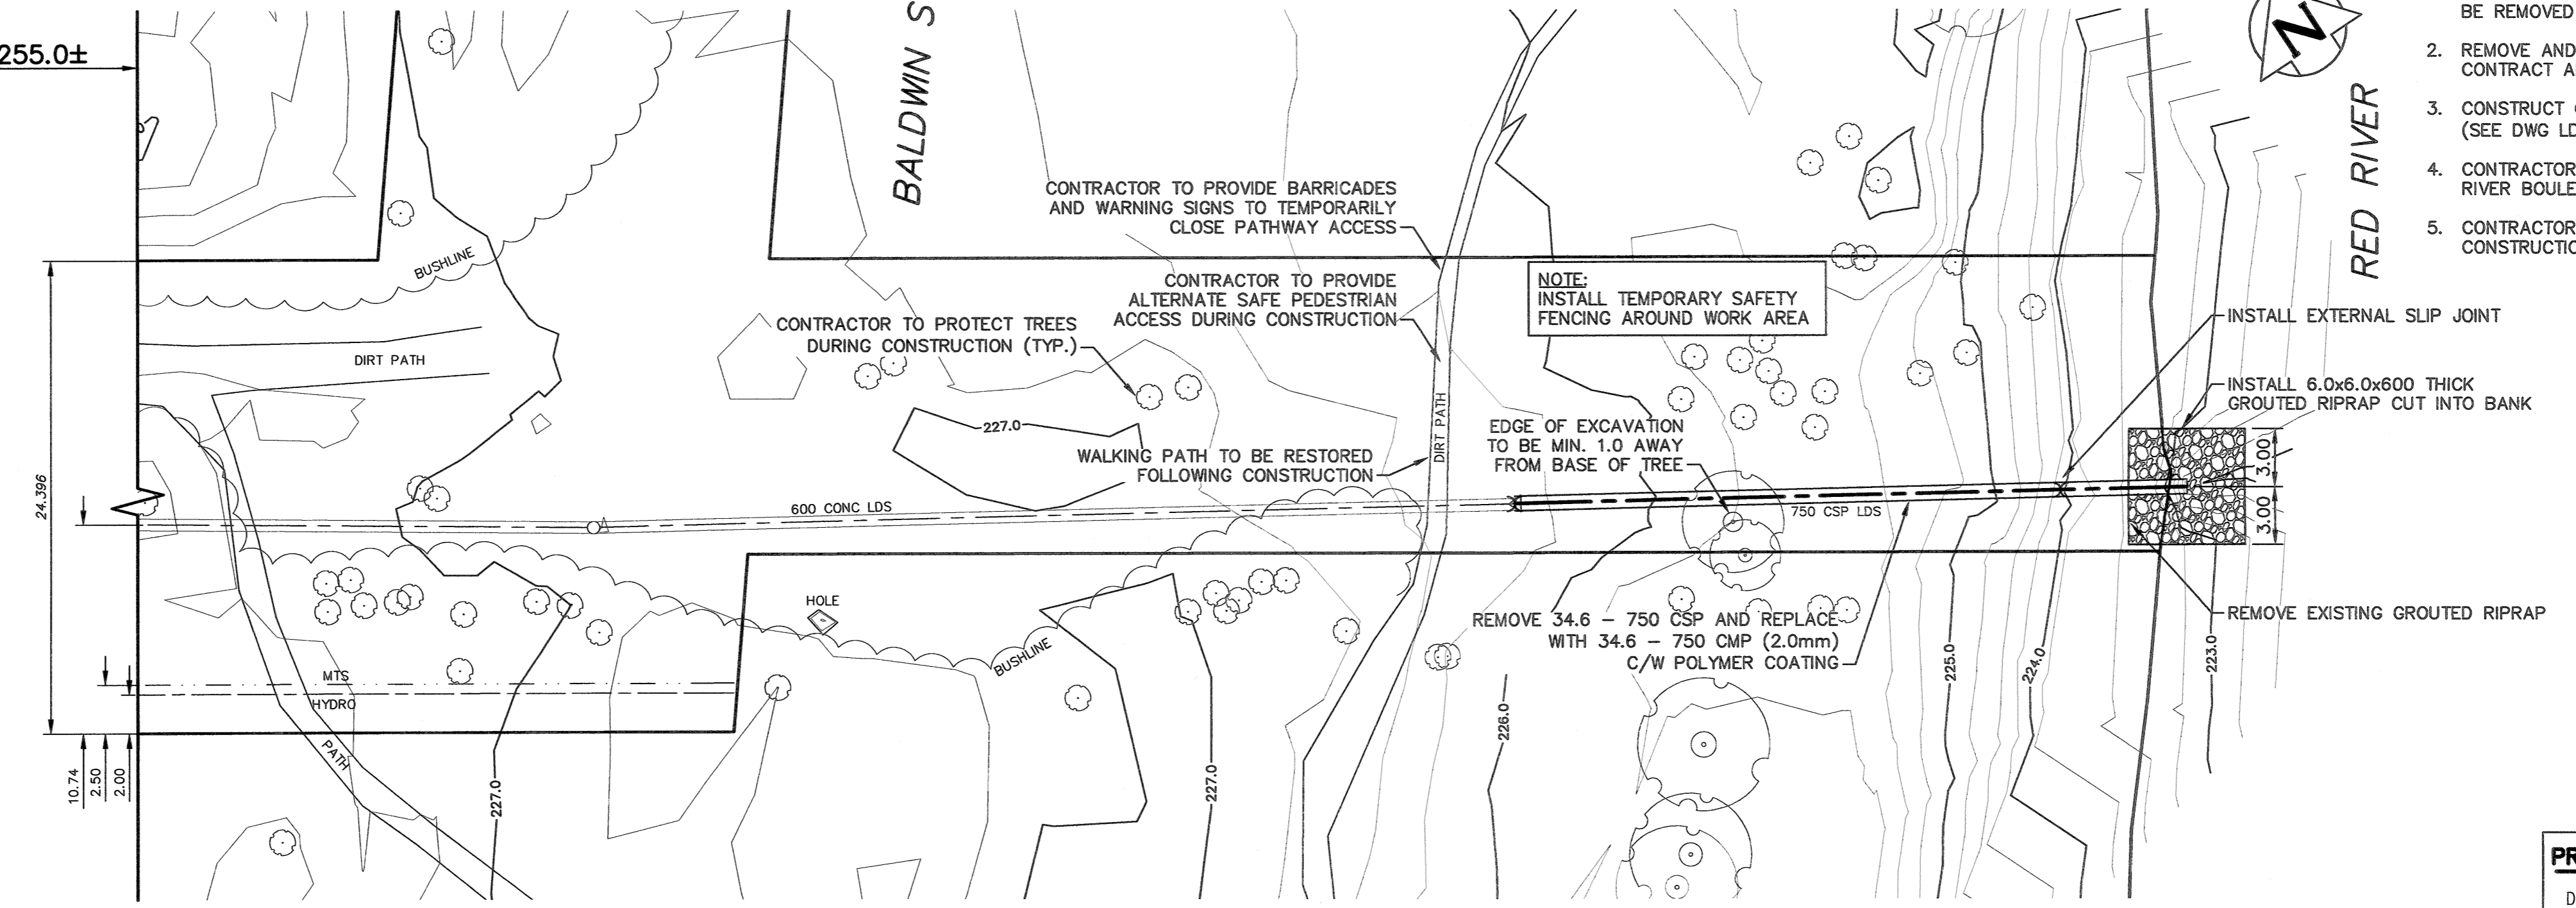 255.0±
BALDWIN S
N
RED RIVER
BE REMOVED
2. REMOVE AND
CONTRACT A
3. CONSTRUCT
(SEE DWG LD
4. CONTRACTOR
RIVER BOULE
5. CONTRACTOR
CONSTRUCTIO
CONTRACTOR TO PROVIDE BARRICADES
AND WARNING SIGNS TO TEMPORARILY
CLOSE PATHWAY ACCESS
BUSHLINE
CONTRACTOR TO PROVIDE
ALTERNATE SAFE PEDESTRIAN
ACCESS DURING CONSTRUCTION
NOTE:
INSTALL TEMPORARY SAFETY
FENCING AROUND WORK AREA
CONTRACTOR TO PROTECT TREES
DURING CONSTRUCTION (TYP.)
INSTALL EXTERNAL SLIP JOINT
DIRT PATH
INSTALL 6.0x6.0x600 THICK
GROUTED RIPRAP CUT INTO BANK
DIRT PATH
227.0
EDGE OF EXCAVATION
TO BE MIN. 1.0 AWAY
FROM BASE OF TREE
WALKING PATH TO BE RESTORED
FOLLOWING CONSTRUCTION
3.00
3.00
24.396
600 CONC LDS
750 CSP LDS
HOLE
REMOVE 34.6 – 750 CSP AND REPLACE
WITH 34.6 – 750 CMP (2.0mm)
C/W POLYMER COATING
REMOVE EXISTING GROUTED RIPRAP
BUSHLINE
MTS
HYDRO
225.0
224.0
223.0
226.0
PATH
10.74
2.50
2.00
227.0
227.0
PR
D